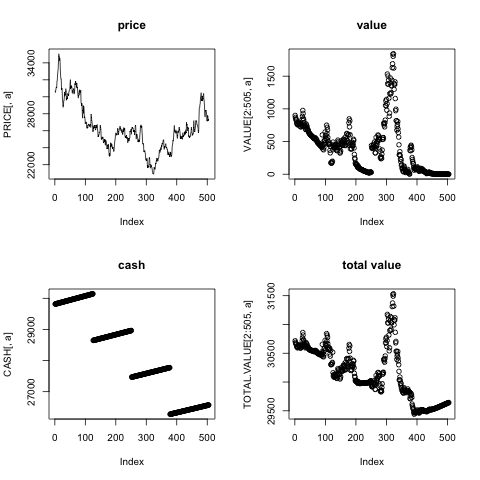 price
PRICE[, a]
22000 26000 30000 34000
0 100 200 300 400 500
Index
value
VALUE[2:505, a]
0 500 1000 1500
0 100 200 300 400 500
Index
cash
CASH[, a]
27000 29000
0 100 200 300 400 500
Index
total value
TOTAL.VALUE[2:505, a]
29500 30500 31500
0 100 200 300 400 500
Index